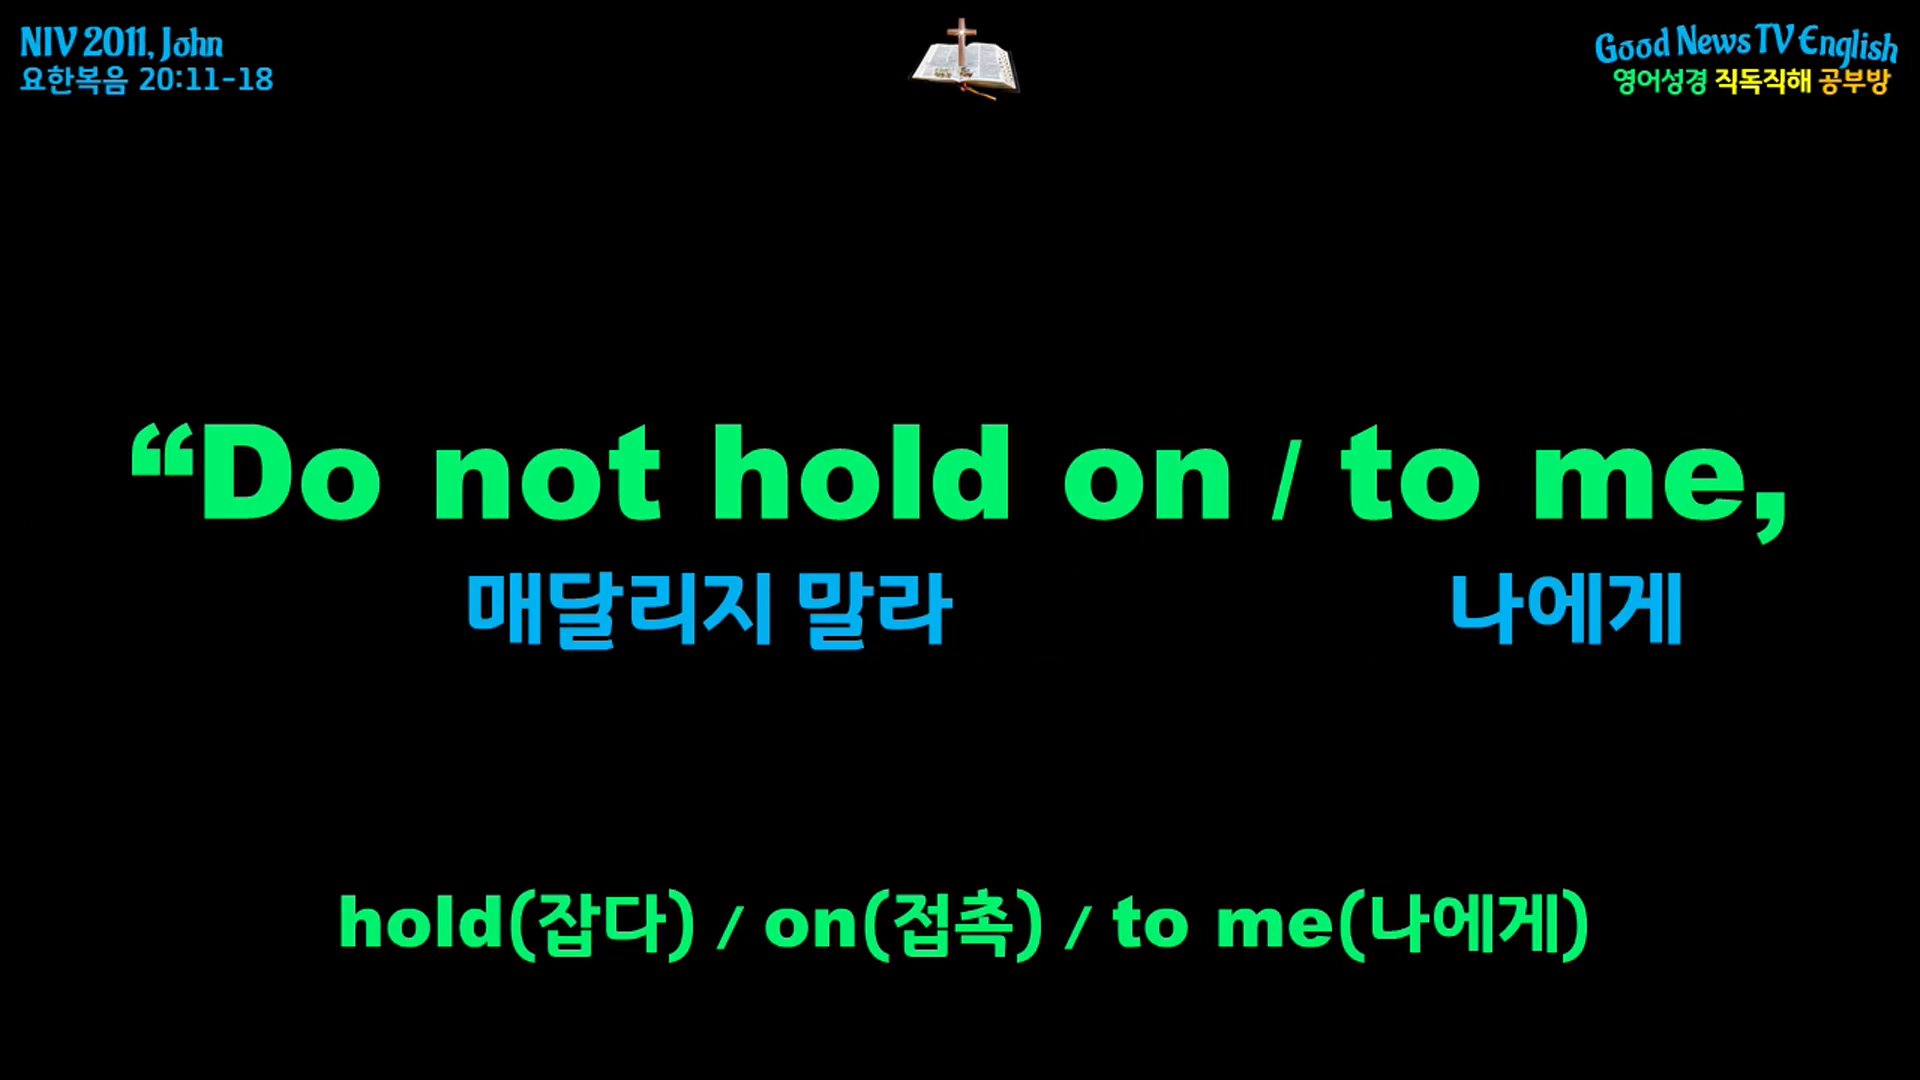 NIV 2011, John
요한복음 20:11-18
Good News TV English
영어성경 직독직해 공부방
“Do not hold on / to me,
매달리지 말라 나에게
hold(잡다) / on(접촉) / to me(나에게)